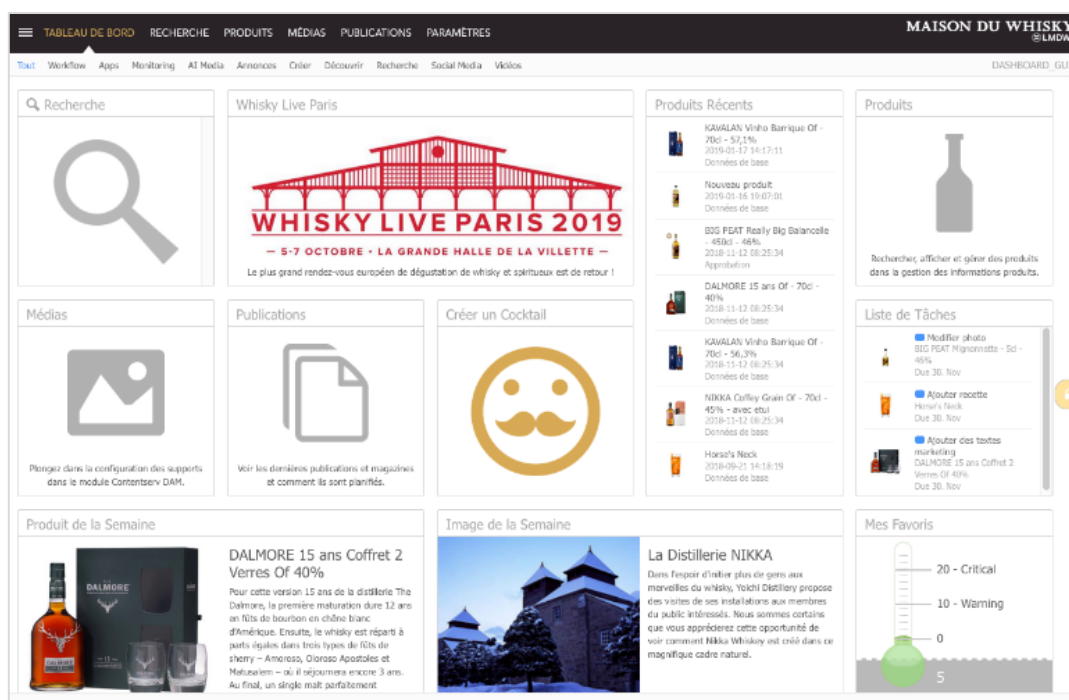 TABLEAU DE BORD RECHERCHE PRODUITS MÉDIAS PUBLICATIONS PARAMÈTRES
MAISON DU WHISKY
LMDW
Tout Workflow Apps Monitoring AI Media Annonces Créer Découvrir Recherche Social Media Vidéos
DASHBOARD_GU
Recherche
Whisky Live Paris
WHISKY LIVE PARIS 2019
— 5-7 OCTOBRE • LA GRANDE HALLE DE LA VILLETTE —
Le plus grand rendez-vous européen de dégustation de whisky et spiritueux est de retour !
Produits Récents
KAVALAN Vinho Barrique Of -
70cl - 57,1%
2019-01-17 14:17:11
Données de base
Nouveau produit
2019-01-16 19:07:01
Données de base
BIG PEAT Really Big Balancelle
- 450cl - 46%
2018-11-12 08:25:34
Approbation
DALMORE 15 ans Of - 70cl -
40%
2018-11-12 08:25:34
Données de base
KAVALAN Vinho Barrique Of -
70cl - 56,3%
2018-11-12 08:25:34
Données de base
NIKKA Coffey Grain Of - 70cl -
45% - avec etui
2018-11-12 08:25:34
Données de base
Horse's Neck
2018-09-21 14:18:19
Données de base
Produits
Rechercher, afficher et gérer des produits
dans la gestion des informations produits.
Médias
Plongez dans la configuration des supports
dans le module Contentserv DAM.
Publications
Voir les dernières publications et magazines
et comment ils sont planifiés.
Créer un Cocktail
Liste de Tâches
Modifier photo
BIG PEAT Mignonnette - 5cl -
46%
Due 30. Nov
Ajouter recette
Horse's Neck
Due 30. Nov
Ajouter des textes
marketing
DALMORE 15 ans Coffret 2
Verres Of 40%
Due 30. Nov
Produit de la Semaine
DALMORE
DALMORE 15 ans Coffret 2
Verres Of 40%
Pour cette version 15 ans de la distillerie The
Dalmore, la première maturation dure 12 ans
en fûts de bourbon en chêne blanc
d'Amérique. Ensuite, le whisky est réparti à
parts égales dans trois types de fûts de
sherry – Amoroso, Oloroso Apostoles et
Matusalem – où il séjournera encore 3 ans.
Au final, un single malt parfaitement
Image de la Semaine
La Distillerie NIKKA
Dans l'espoir d'initier plus de gens aux
merveilles du whisky, Yoichi Distillery propose
des visites de ses installations aux membres
du public intéressés. Nous sommes certains
que vous apprécierez cette opportunité de
voir comment Nikka Whiskey est créé dans ce
magnifique cadre naturel.
Mes Favoris
20 - Critical
10 - Warning
0
5